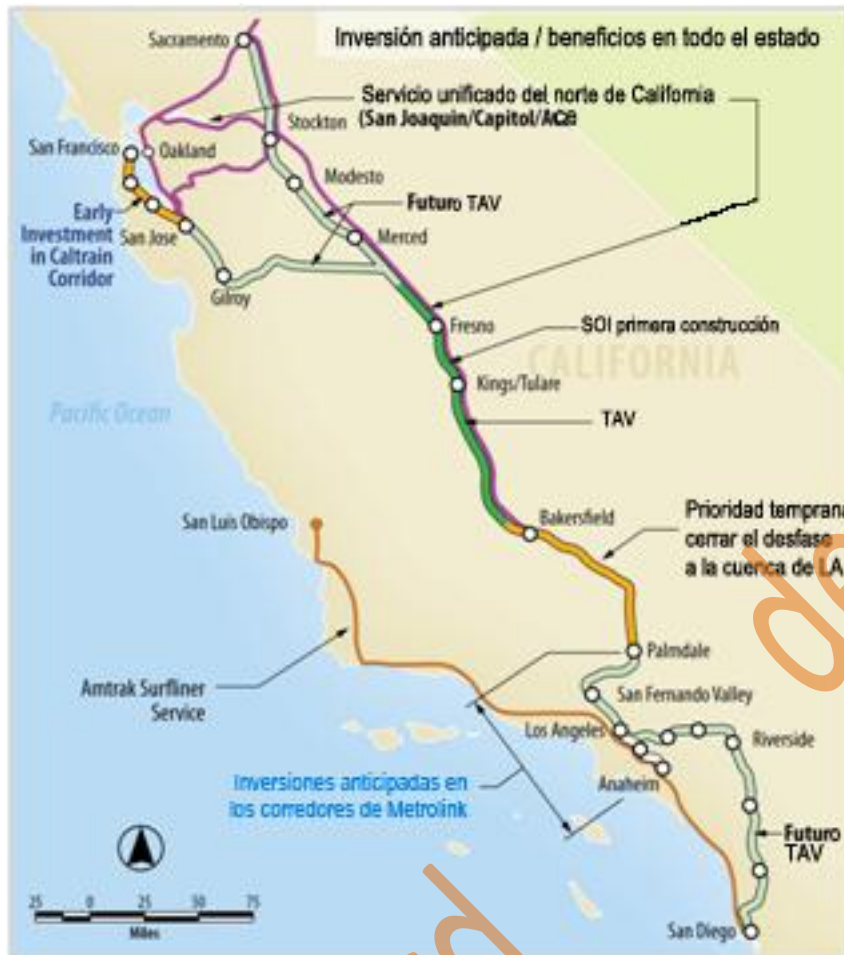 Inversión anticipada / beneficios en todo el estado
Sacramento
Servicio unificado del norte de California
(San Joaquin/Capitol/
Stockton
San Francisco
Oakland
Modesto
Futuro TAV
Early
Investment
in Caltrain
Corridor
San Jose
Merced
Gilroy
Fresno
SOI primera construcción
CALIFORNIA
Kings/Tulare
Pacific Ocean
TAV
San Luis Obispo
Bakersfield
Prioridad temprana
cerrar el desfase
a la cuenca de LA
Palmdale
Amtrak Surfliner
Service
San Fernando Valley
Los Angeles
Riverside
Inversiones anticipadas en
los corredores de Metrolink
Anaheim
Futuro
TAV
San Diego
25 0 25 50 75
Miles